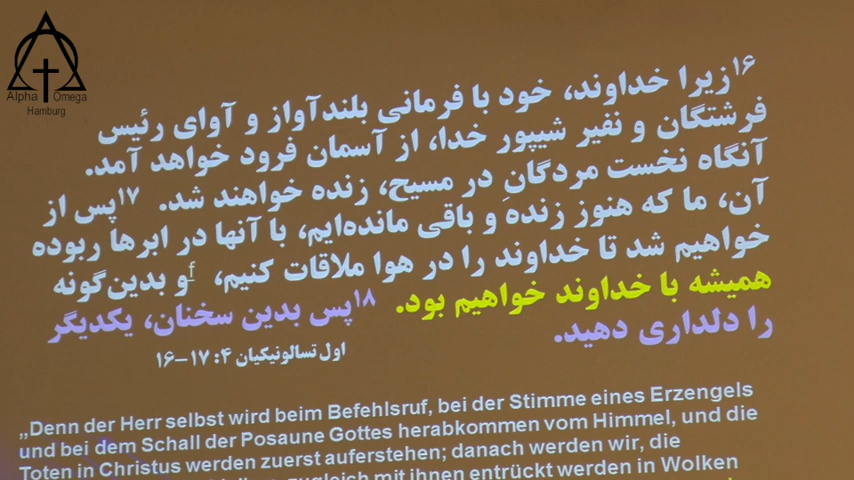 Alpha Omega
Hamburg
۱۶زیرا خداوند، خود با فرمانی بلندآواز و آوای رئیس
فرشتگان و نفیر شیپور خدا، از آسمان فرود خواهد آمد.
آنگاه نخست مردگانِ در مسیح، زنده خواهند شد. ۱۷پس از
آن، ما که هنوز زنده و باقی مانده‌ایم، با آنها در ابرها ربوده
خواهیم شد تا خداوند را در هوا ملاقات کنیم، f و بدین‌گونه
همیشه با خداوند خواهیم بود. ۱۸پس بدین سخنان، یکدیگر
را دلداری دهید.
اول تسالونیکیان ۴: ۱۷–۱۶
„Denn der Herr selbst wird beim Befehlsruf, bei der Stimme eines Erzengels
und bei dem Schall der Posaune Gottes herabkommen vom Himmel, und die
Toten in Christus werden zuerst auferstehen; danach werden wir, die
zugleich mit ihnen entrückt werden in Wolken